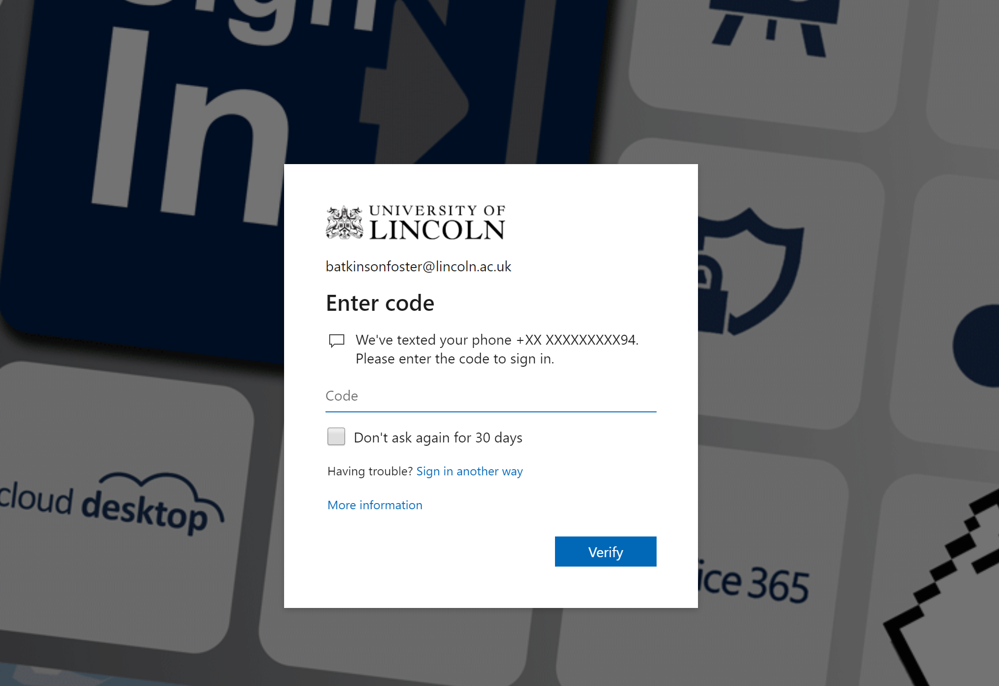 Sign
In
UNIVERSITY OF
LINCOLN
batkinsonfoster@lincoln.ac.uk
Enter code
We've texted your phone +XX XXXXXXXXX94.
Please enter the code to sign in.
Code
Don't ask again for 30 days
Having trouble? Sign in another way
More information
Verify
cloud desktop
ice 365